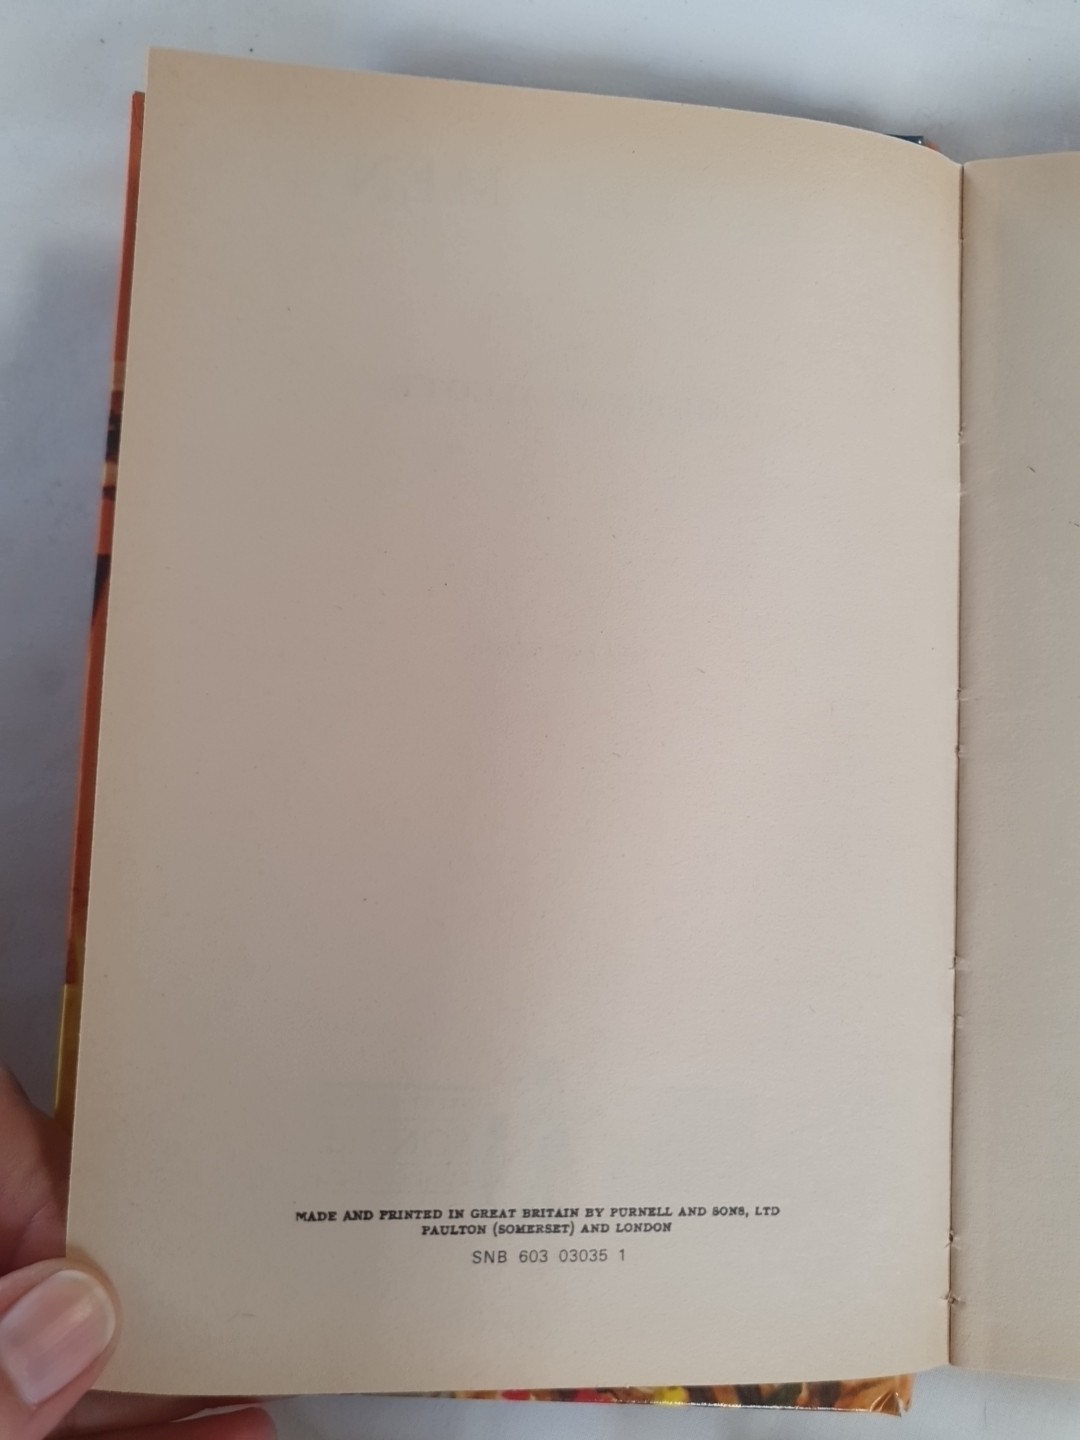 MADE AND PRINTED IN GREAT BRITAIN BY PURNELL AND SONS, LTD
PAULTON (SOMERSET) AND LONDON
SNB 603 03035 1